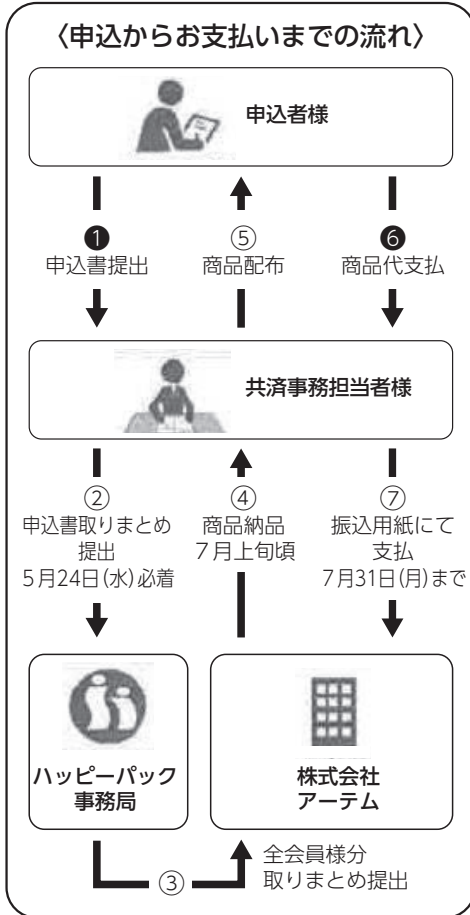 〈申込からお支払いまでの流れ〉
申込者様
❶
申込書提出
⑤
商品配布
❻
商品代支払
共済事務担当者様
②
申込書取りまとめ
提出
5月24日(水)必着
④
商品納品
7月上旬頃
⑦
振込用紙にて
支払
7月31日(月)まで
ハッピーパック
事務局
株式会社
アーテム
③
全会員様分
取りまとめ提出